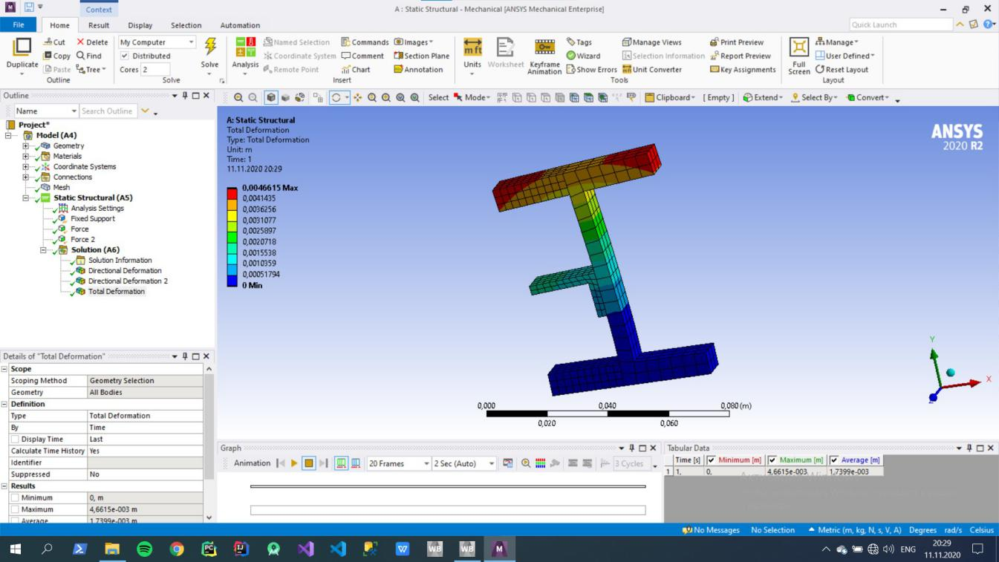 Context
A : Static Structural - Mechanical [ANSYS Mechanical Enterprise]
File Home Result Display Selection Automation
Quick Launch
Duplicate
Cut Delete
Copy Find
Paste Tree
Outline
My Computer
Distributed
Cores 2
Solve
Solve
Analysis
Named Selection Commands Images
Coordinate System Comment Section Plane
Remote Point Chart Annotation
Insert
Units Worksheet Keyframe Animation
Tags
Wizard
Show Errors
Manage Views
Selection Information
Unit Converter
Print Preview
Report Preview
Key Assignments
Tools
Full Screen
Manage
User Defined
Reset Layout
Layout
Outline
Name Search Outline
Select Mode Clipboard [ Empty ] Extend Select By Convert
Project*
Model (A4)
Geometry
Materials
Coordinate Systems
Connections
Mesh
Static Structural (A5)
Analysis Settings
Fixed Support
Force
Force 2
Solution (A6)
Solution Information
Directional Deformation
Directional Deformation 2
Total Deformation
A: Static Structural
Total Deformation
Type: Total Deformation
Unit: m
Time: 1
11.11.2020 20:29
0,0046615 Max
0,0041435
0,0036256
0,0031077
0,0025897
0,0020718
0,0015538
0,0010359
0,00051794
0 Min
ANSYS
2020 R2
Y
X
Z
0,000 0,040 0,080 (m)
0,020 0,060
Details of "Total Deformation"
Scope
Scoping Method Geometry Selection
Geometry All Bodies
Definition
Type Total Deformation
By Time
Display Time Last
Calculate Time History Yes
Identifier
Suppressed No
Results
Minimum 0, m
Maximum 4,6615e-003 m
Average 1,7399e-003 m
Graph
Animation 20 Frames 2 Sec (Auto) 3 Cycles
Tabular Data
Time [s] Minimum [m] Maximum [m] Average [m]
1 1, 0, 4,6615e-003 1,7399e-003
No Messages No Selection Metric (m, kg, N, s, V, A) Degrees rad/s Celsius
PC IJ WB WB M
ENG
20:29
11.11.2020